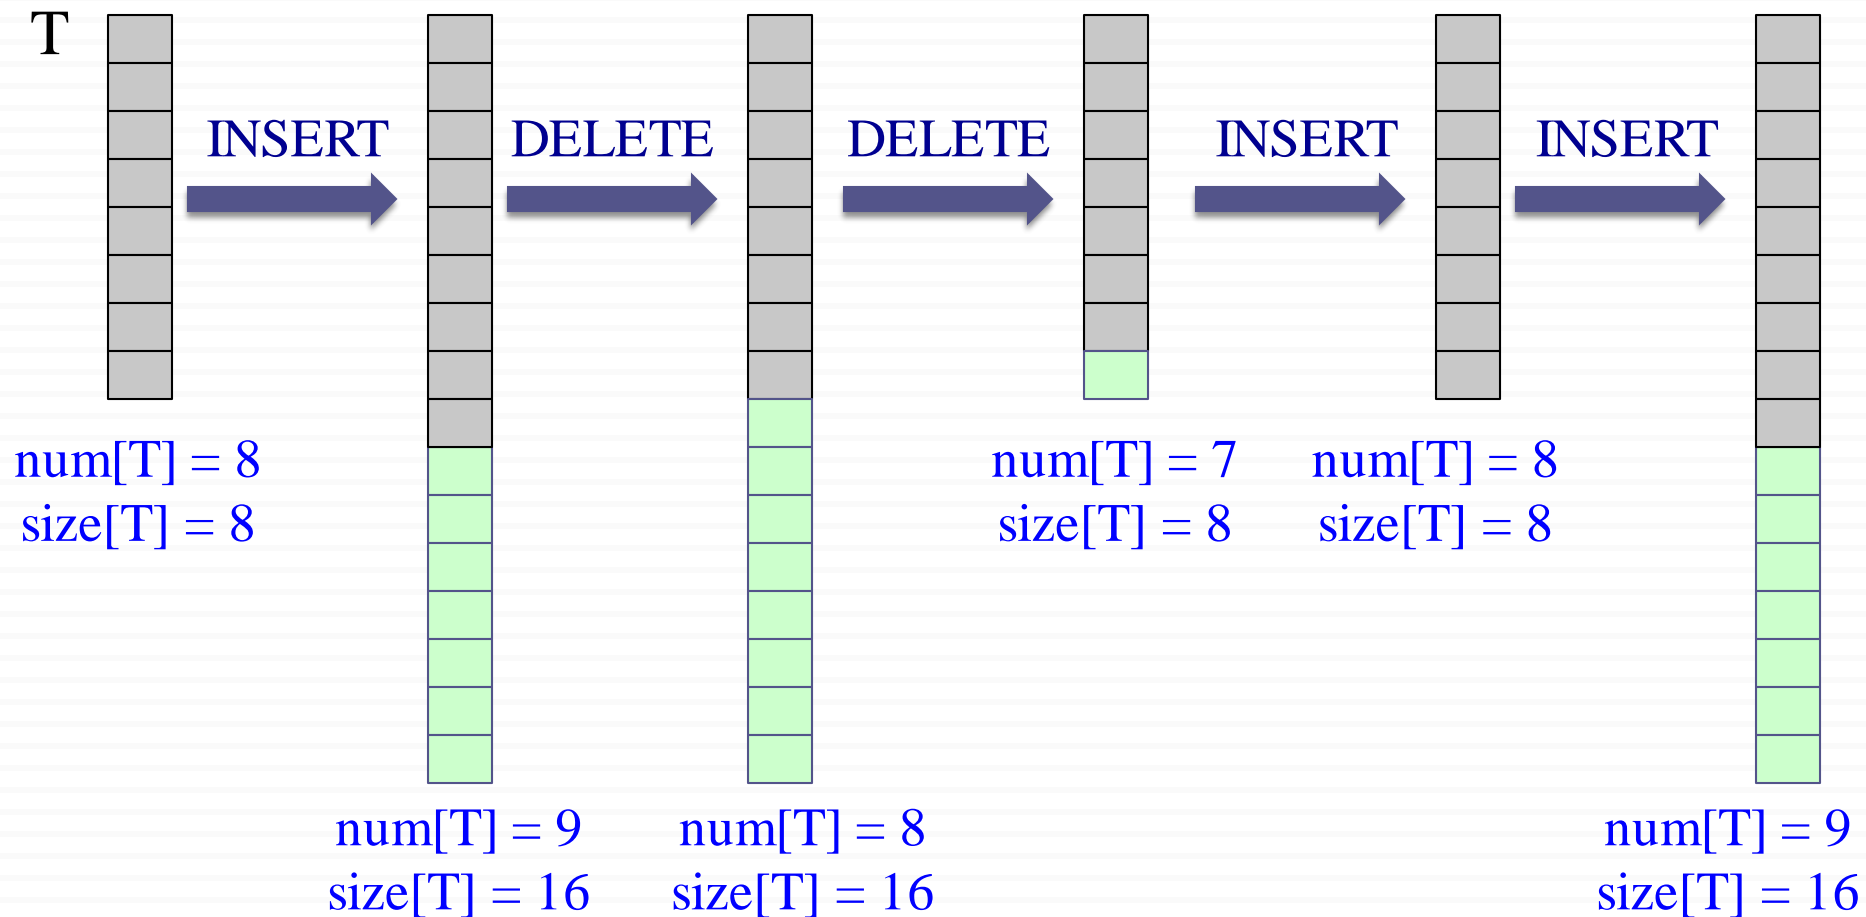 T
INSERT
DELETE
DELETE
INSERT
INSERT
num[T] = 8
size[T] = 8
num[T] = 9
size[T] = 16
num[T] = 8
size[T] = 16
num[T] = 7
size[T] = 8
num[T] = 8
size[T] = 8
num[T] = 9
size[T] = 16